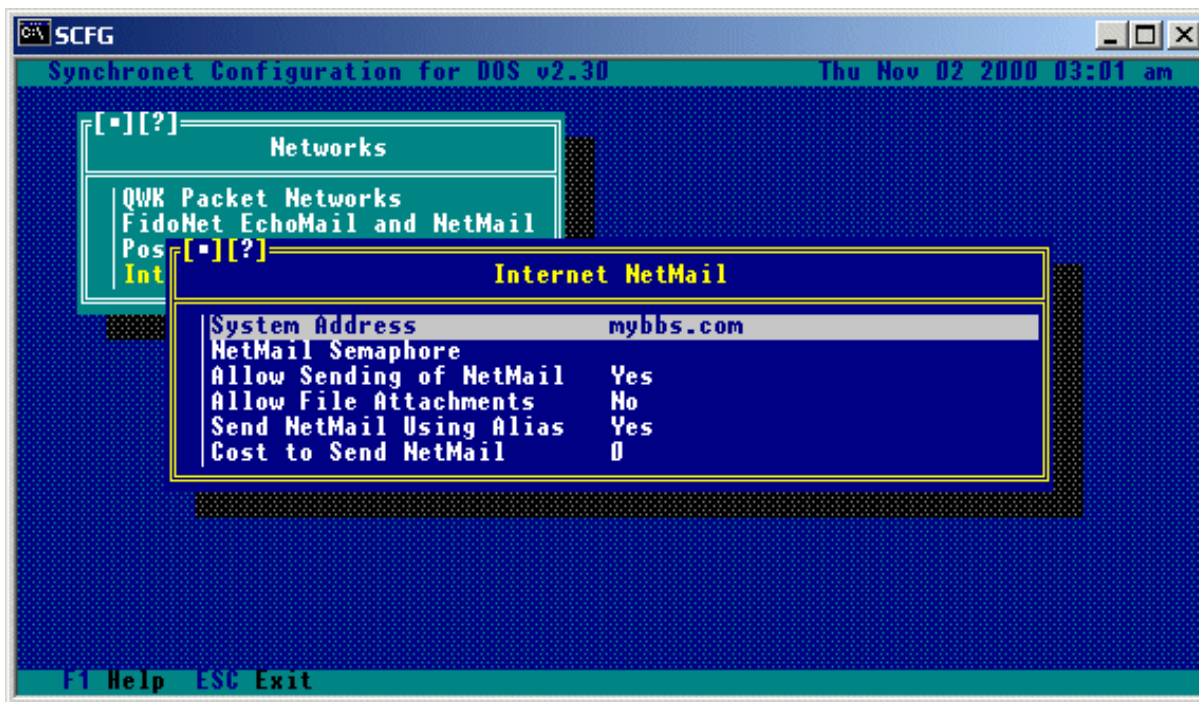 SCFG
Synchronet Configuration for DOS v2.30 Thu Nov 02 2000 03:01 am
[▪][?]
Networks
QWK Packet Networks
FidoNet EchoMail and NetMail
Pos
Int
[▪][?]
Internet NetMail
System Address mybbs.com
NetMail Semaphore
Allow Sending of NetMail Yes
Allow File Attachments No
Send NetMail Using Alias Yes
Cost to Send NetMail 0
F1 Help ESC Exit